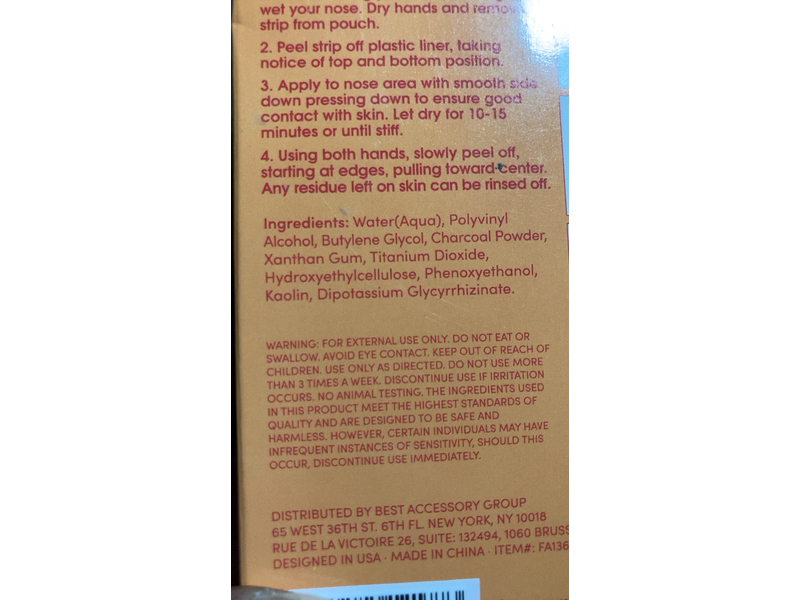 wet your nose. Dry hands and remove
strip from pouch.
2. Peel strip off plastic liner, taking
notice of top and bottom position.
3. Apply to nose area with smooth side
down pressing down to ensure good
contact with skin. Let dry for 10-15
minutes or until stiff.
4. Using both hands, slowly peel off,
starting at edges, pulling toward center.
Any residue left on skin can be rinsed off.
Ingredients: Water(Aqua), Polyvinyl
Alcohol, Butylene Glycol, Charcoal Powder,
Xanthan Gum, Titanium Dioxide,
Hydroxyethylcellulose, Phenoxyethanol,
Kaolin, Dipotassium Glycyrrhizinate.
WARNING: FOR EXTERNAL USE ONLY. DO NOT EAT OR
SWALLOW. AVOID EYE CONTACT. KEEP OUT OF REACH OF
CHILDREN. USE ONLY AS DIRECTED. DO NOT USE MORE
THAN 3 TIMES A WEEK. DISCONTINUE USE IF IRRITATION
OCCURS. NO ANIMAL TESTING. THE INGREDIENTS USED
IN THIS PRODUCT MEET THE HIGHEST STANDARDS OF
QUALITY AND ARE DESIGNED TO BE SAFE AND
HARMLESS. HOWEVER, CERTAIN INDIVIDUALS MAY HAVE
INFREQUENT INSTANCES OF SENSITIVITY, SHOULD THIS
OCCUR, DISCONTINUE USE IMMEDIATELY.
DISTRIBUTED BY BEST ACCESSORY GROUP
65 WEST 36TH ST. 6TH FL. NEW YORK, NY 10018
RUE DE LA VICTOIRE 26, SUITE: 132494, 1060 BRUSS
DESIGNED IN USA · MADE IN CHINA · ITEM#: FA136